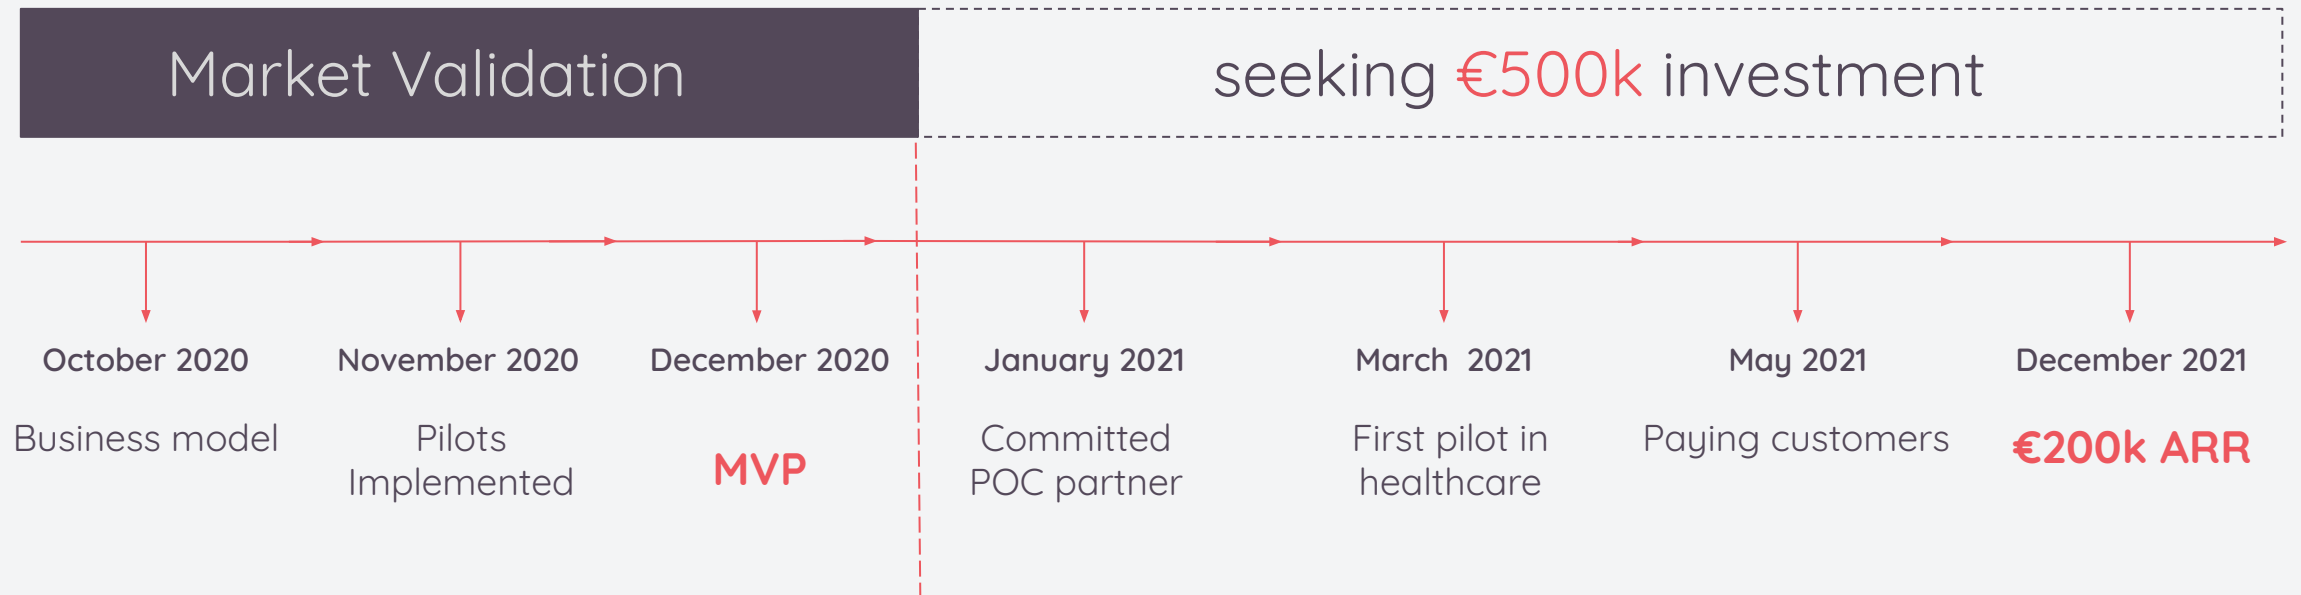 Market Validation
seeking €500k investment
October 2020
November 2020
December 2020
January 2021
March 2021
May 2021
December 2021
Business model
Pilots
Implemented
MVP
Committed
POC partner
First pilot in
healthcare
Paying customers
€200k ARR